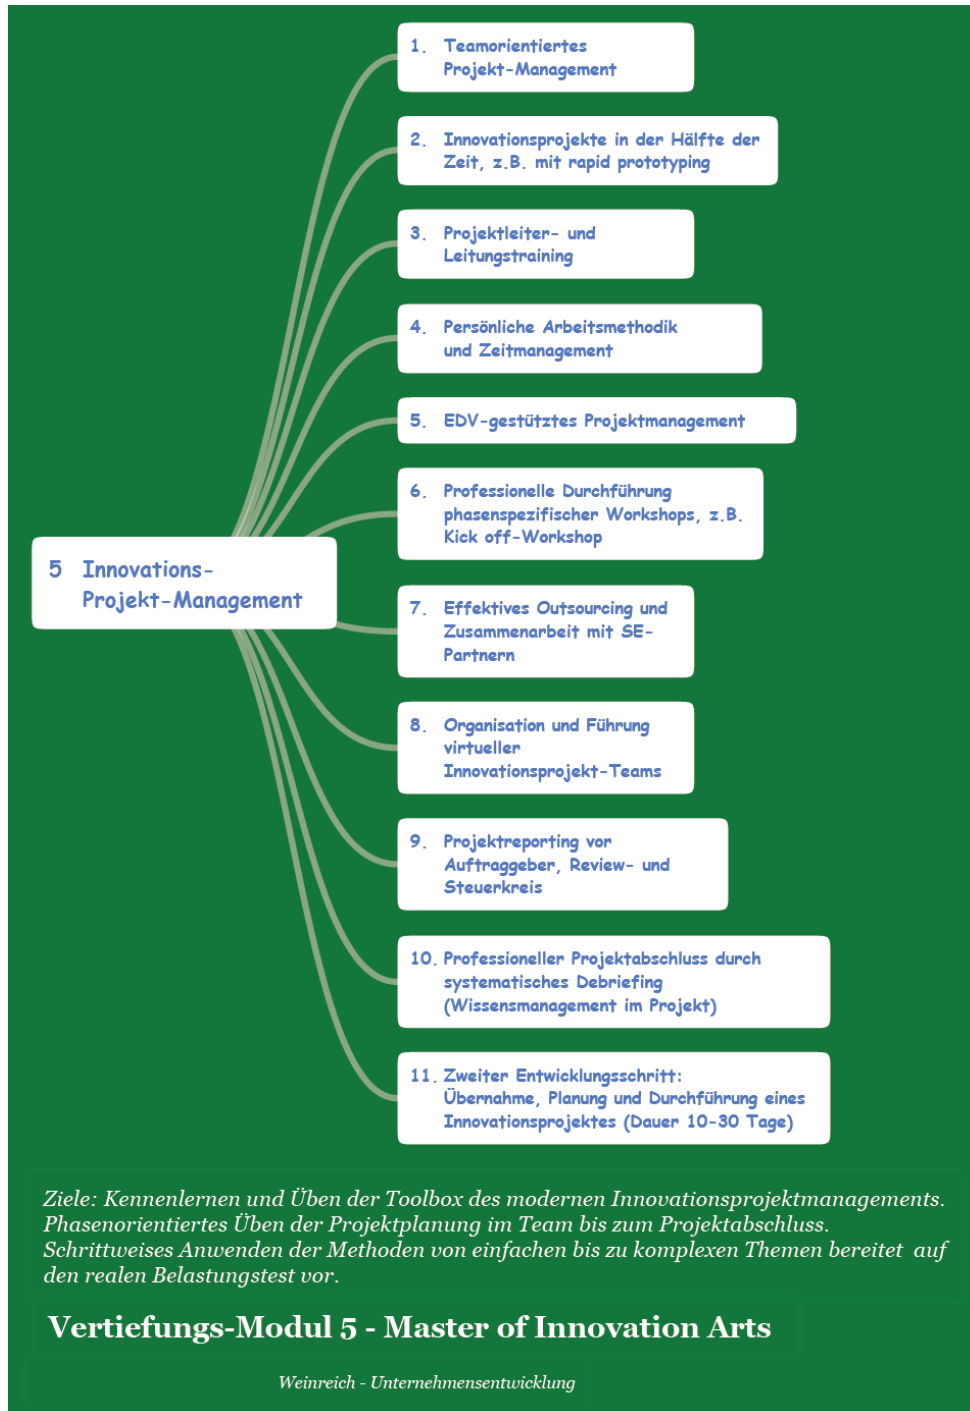 1. Teamorientiertes
Projekt-Management
2. Innovationsprojekte in der Hälfte der
Zeit, z.B. mit rapid prototyping
3. Projektleiter- und
Leitungstraining
4. Persönliche Arbeitsmethodik
und Zeitmanagement
5. EDV-gestütztes Projektmanagement
6. Professionelle Durchführung
phasenspezifischer Workshops, z.B.
Kick off-Workshop
5 Innovations-
Projekt-Management
7. Effektives Outsourcing und
Zusammenarbeit mit SE-
Partnern
8. Organisation und Führung
virtueller
Innovationsprojekt-Teams
9. Projektreporting vor
Auftraggeber, Review- und
Steuerkreis
10. Professioneller Projektabschluss durch
systematisches Debriefing
(Wissensmanagement im Projekt)
11. Zweiter Entwicklungsschritt:
Übernahme, Planung und Durchführung eines
Innovationsprojektes (Dauer 10-30 Tage)
Ziele: Kennenlernen und Üben der Toolbox des modernen Innovationsprojektmanagements.
Phasenorientiertes Üben der Projektplanung im Team bis zum Projektabschluss.
Schrittweises Anwenden der Methoden von einfachen bis zu komplexen Themen bereitet auf
den realen Belastungstest vor.
Vertiefungs-Modul 5 - Master of Innovation Arts
Weinreich - Unternehmensentwicklung